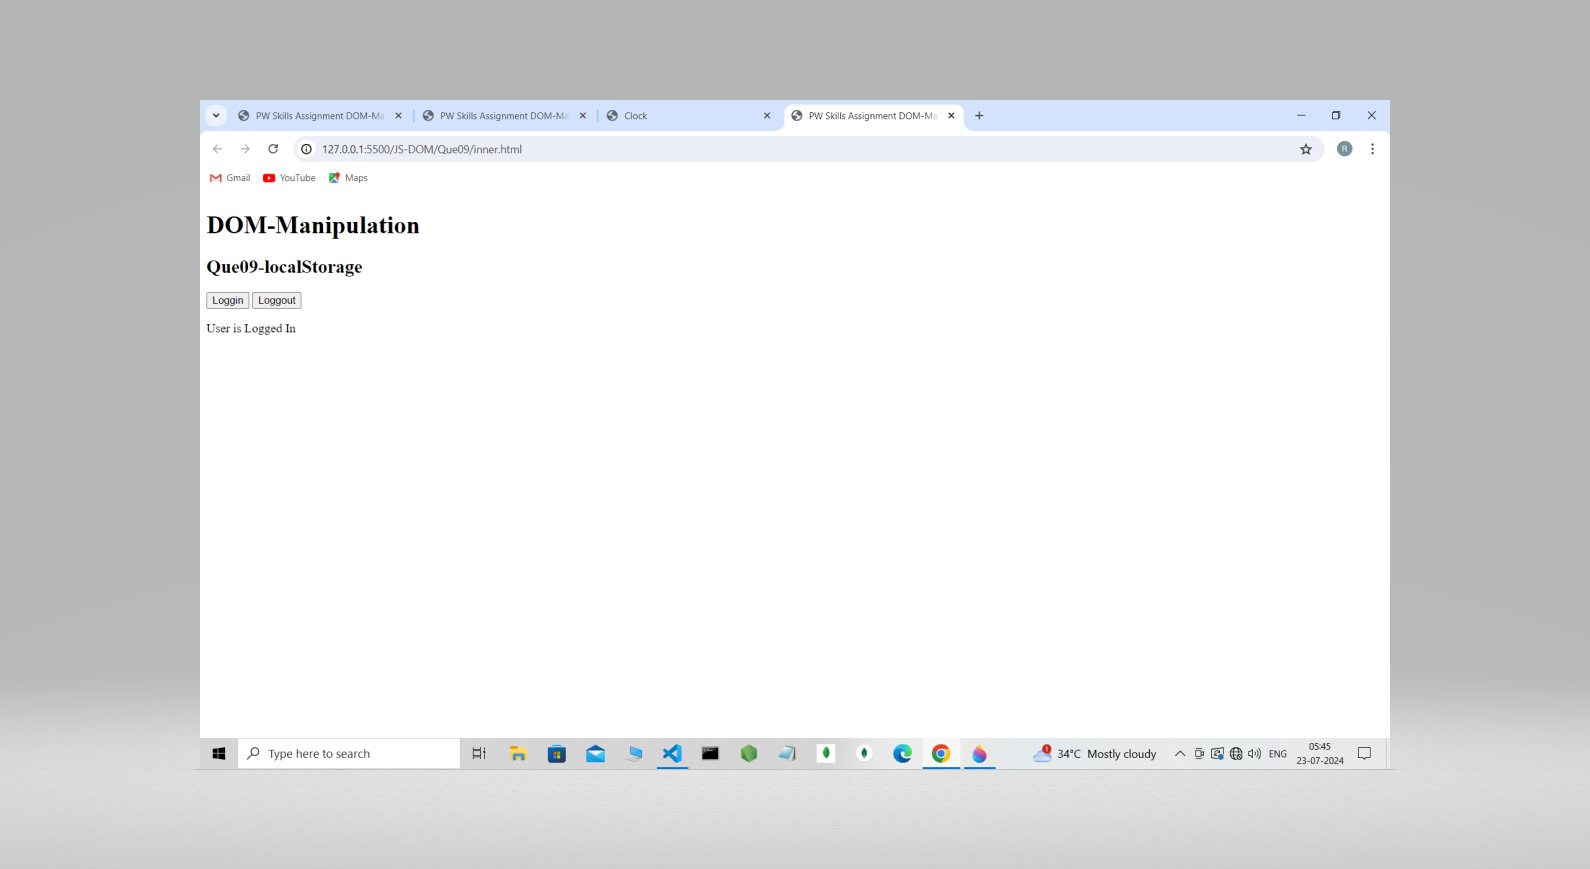 PW Skills Assignment DOM-Ma
PW Skills Assignment DOM-Ma
Clock
PW Skills Assignment DOM-Ma
127.0.0.1:5500/JS-DOM/Que09/inner.html
R
Gmail
YouTube
Maps
DOM-Manipulation
Que09-localStorage
Loggin
Loggout
User is Logged In
Type here to search
1
34°C Mostly cloudy
ENG
05:45
23-07-2024